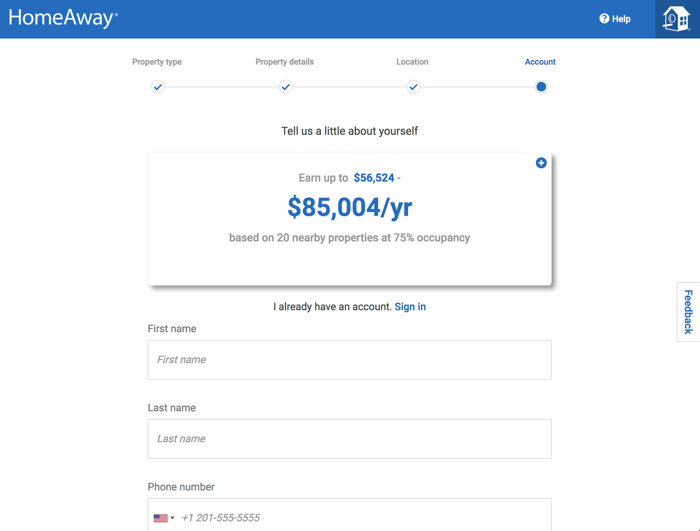 HomeAway®
Help
Property type
Property details
Location
Account
Tell us a little about yourself
Earn up to $56,524 -
$85,004/yr
based on 20 nearby properties at 75% occupancy
I already have an account. Sign in
Feedback
First name
First name
Last name
Last name
Phone number
+1 201-555-5555